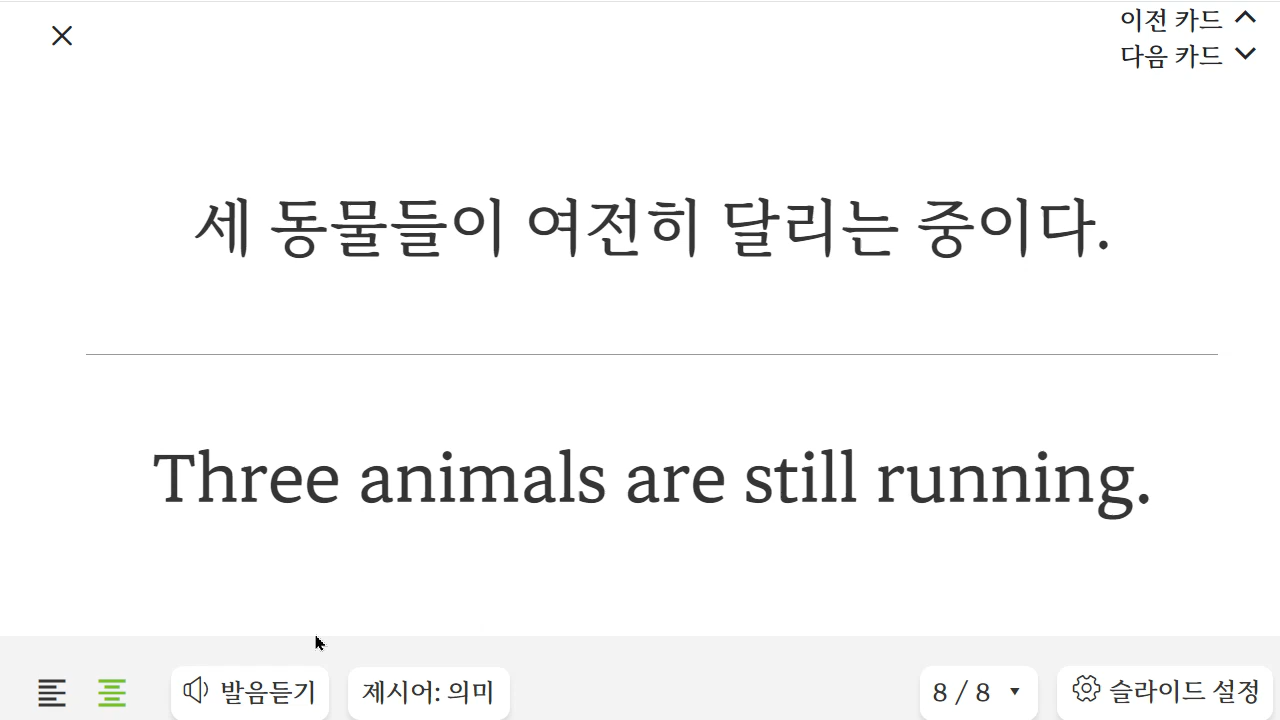 이전 카드
다음 카드
세 동물들이 여전히 달리는 중이다.
Three animals are still running.
발음듣기 제시어: 의미 8 / 8 슬라이드 설정